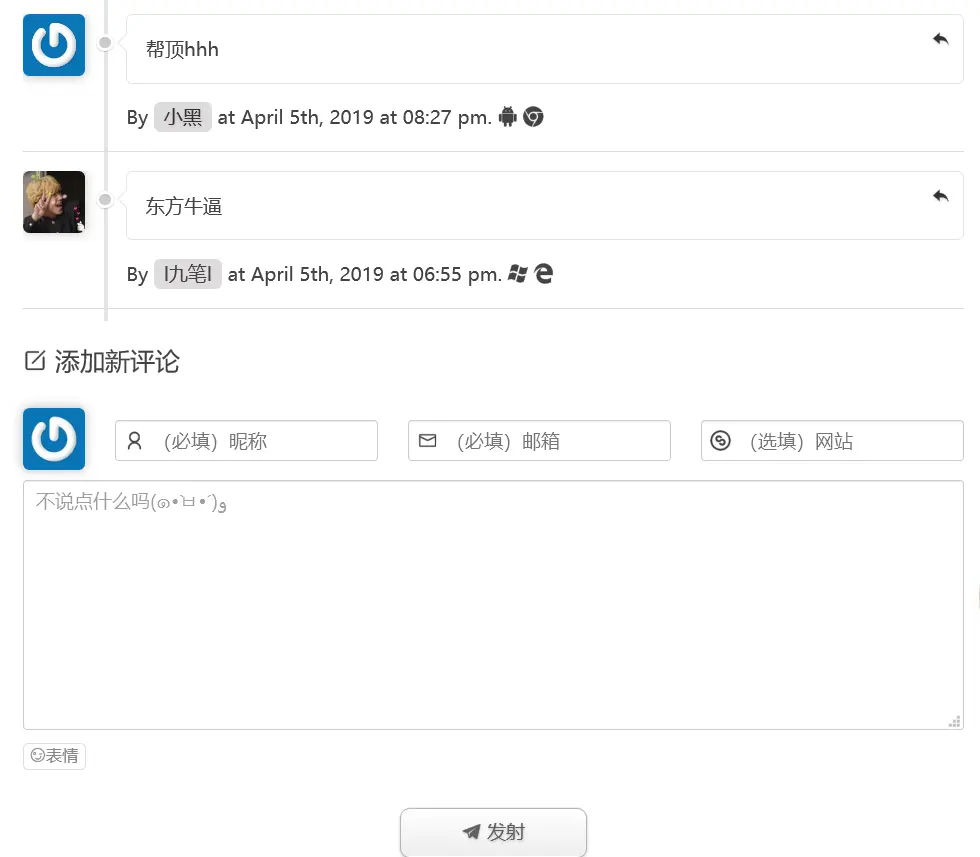 帮顶hhh
By 小黑 at April 5th, 2019 at 08:27 pm.
东方牛逼
By l九笔l at April 5th, 2019 at 06:55 pm.
添加新评论
(必填) 昵称 (必填) 邮箱 (选填) 网站
不说点什么吗(๑•̀ㅂ•́)و
表情
发射